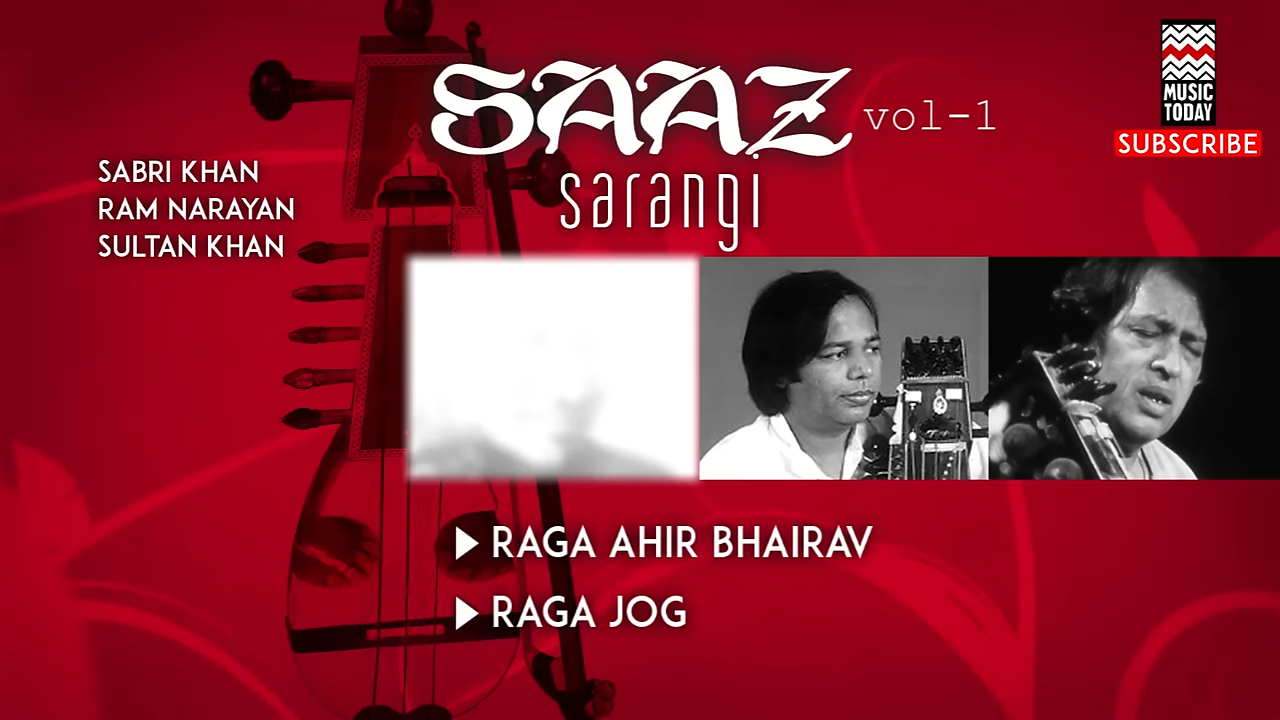 SAAZ vol-1
sarangi
MUSIC
TODAY
SUBSCRIBE
SABRI KHAN
RAM NARAYAN
SULTAN KHAN
RAGA AHIR BHAIRAV
RAGA JOG